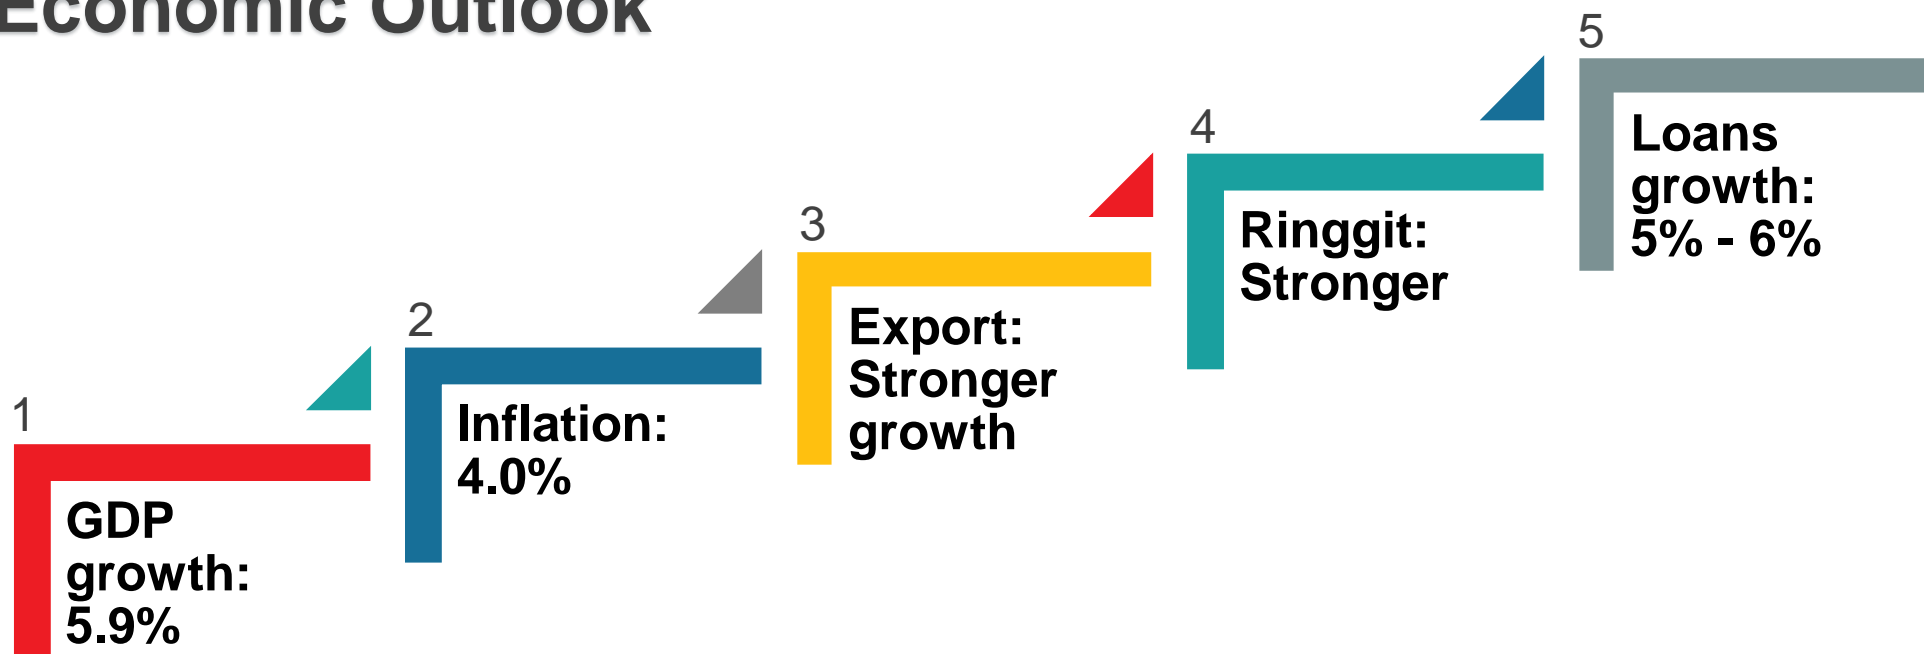 Economic Outlook
1
GDP
growth:
5.9%
2
Inflation:
4.0%
3
Export:
Stronger
growth
4
Ringgit:
Stronger
5
Loans
growth:
5% - 6%